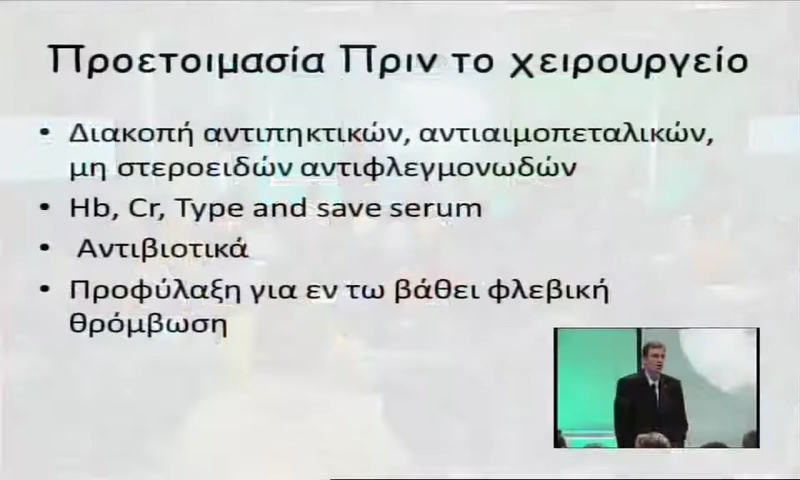 Προετοιμασία Πριν το χειρουργείο
• Διακοπή αντιπηκτικών, αντιαιμοπεταλικών,
μη στεροειδών αντιφλεγμονωδών
• Hb, Cr, Type and save serum
• Αντιβιοτικά
• Προφύλαξη για εν τω βάθει φλεβική
θρόμβωση